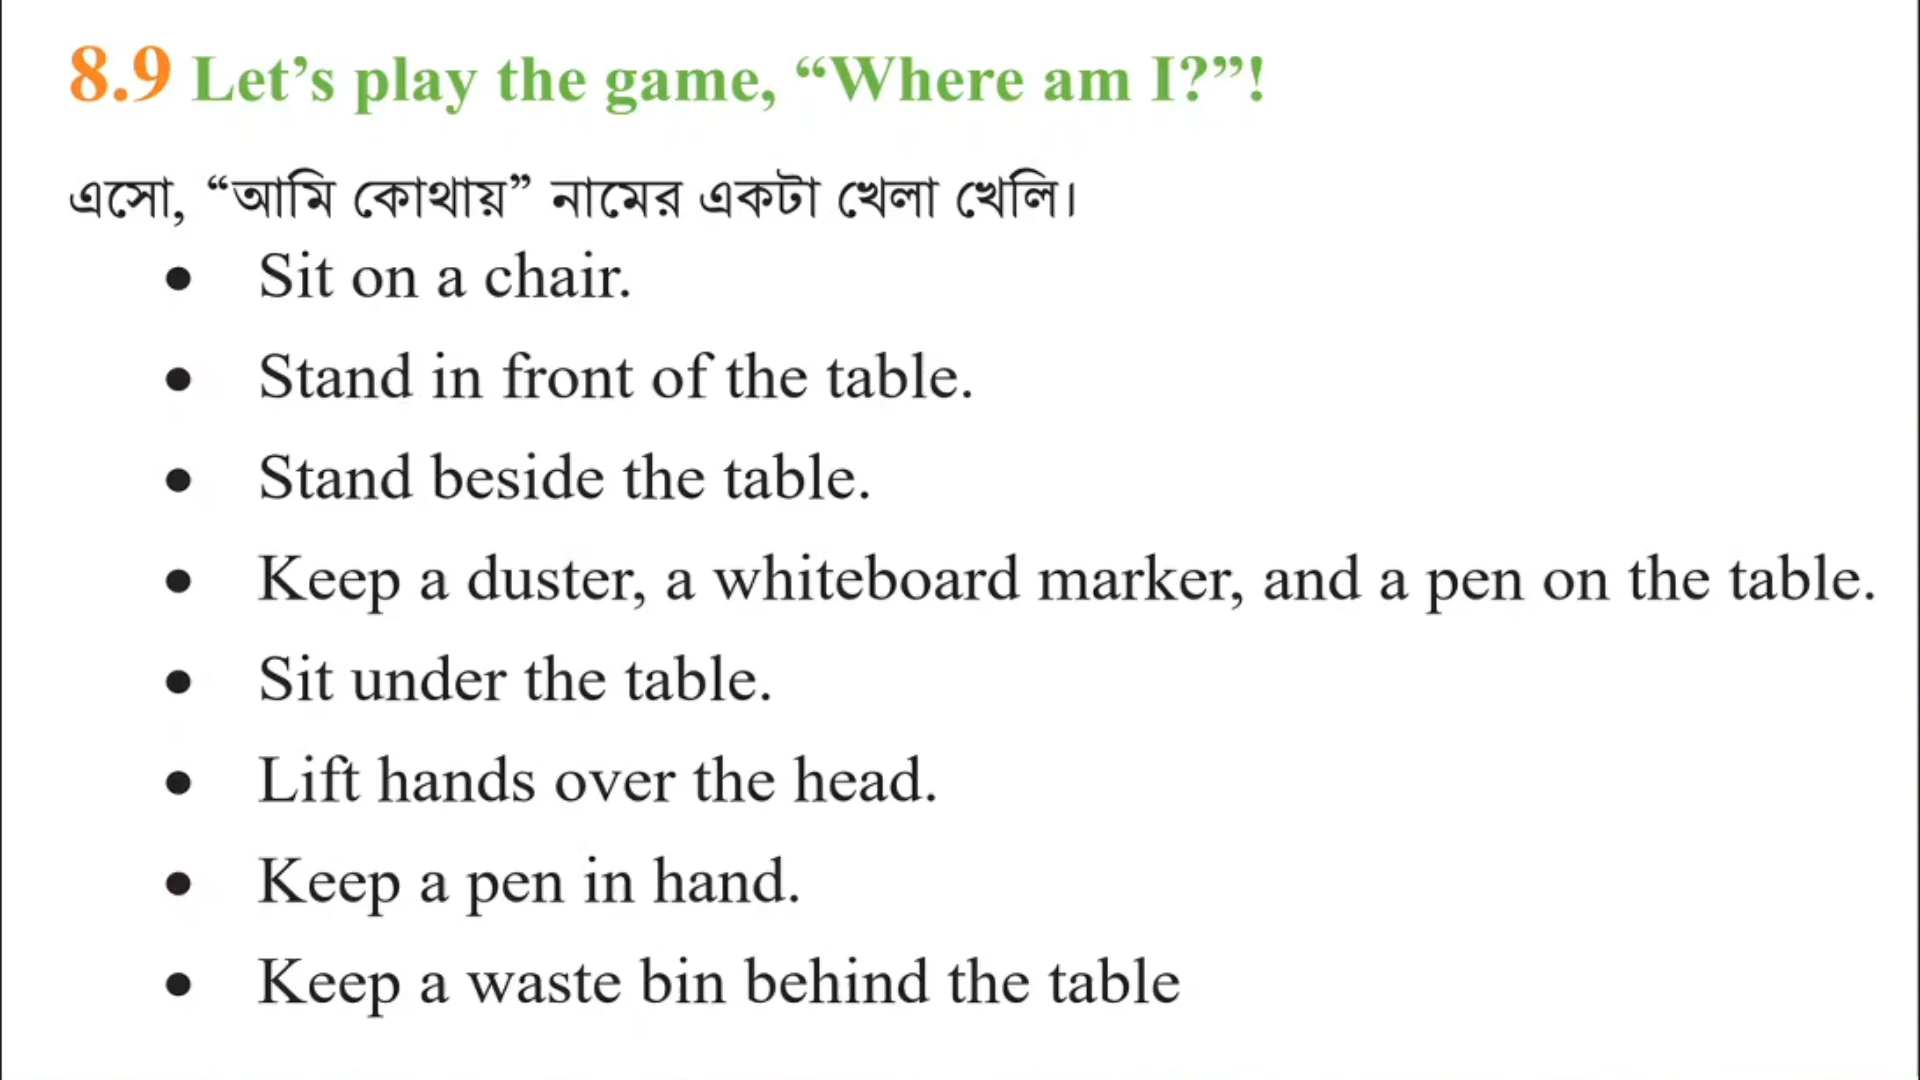 8.9 Let’s play the game, “Where am I?”!
এসো, “আমি কোথায়” নামের একটা খেলা খেলি।
● Sit on a chair.
● Stand in front of the table.
● Stand beside the table.
● Keep a duster, a whiteboard marker, and a pen on the table.
● Sit under the table.
● Lift hands over the head.
● Keep a pen in hand.
● Keep a waste bin behind the table